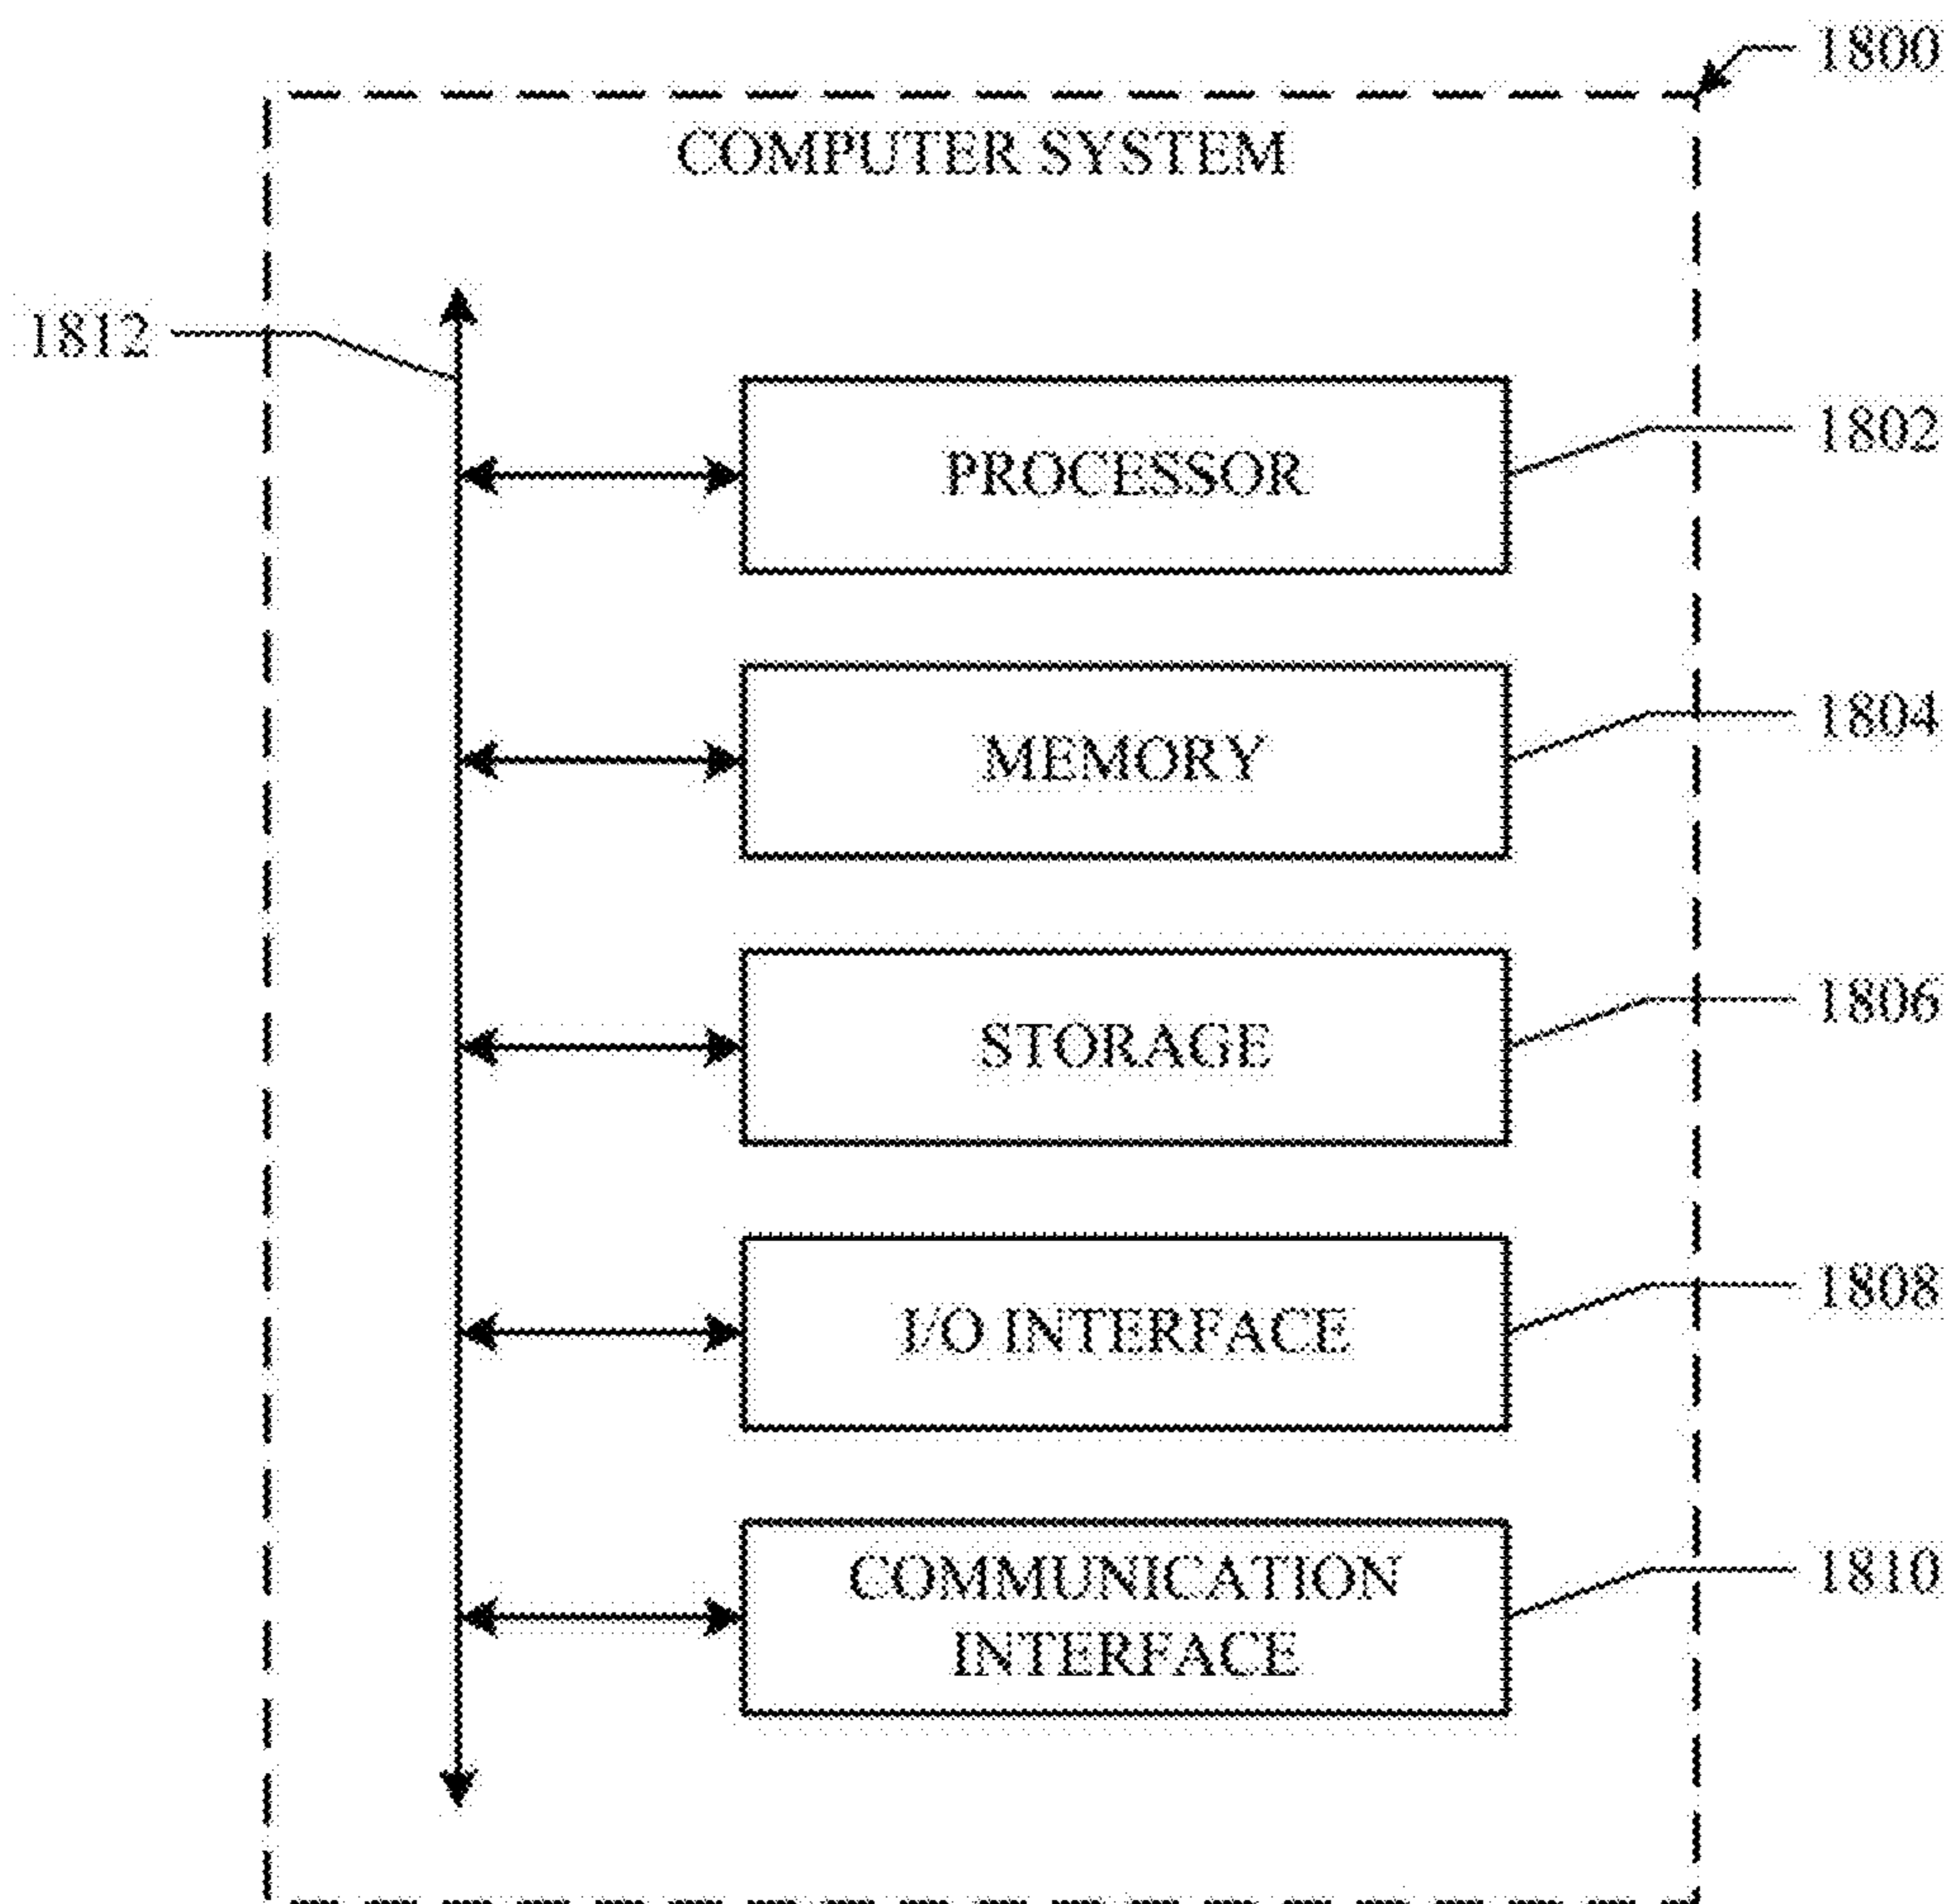 1800
COMPUTER SYSTEM
1812
PROCESSOR
1802
MEMORY
1804
STORAGE
1806
I/O INTERFACE
1808
COMMUNICATION
INTERFACE
1810